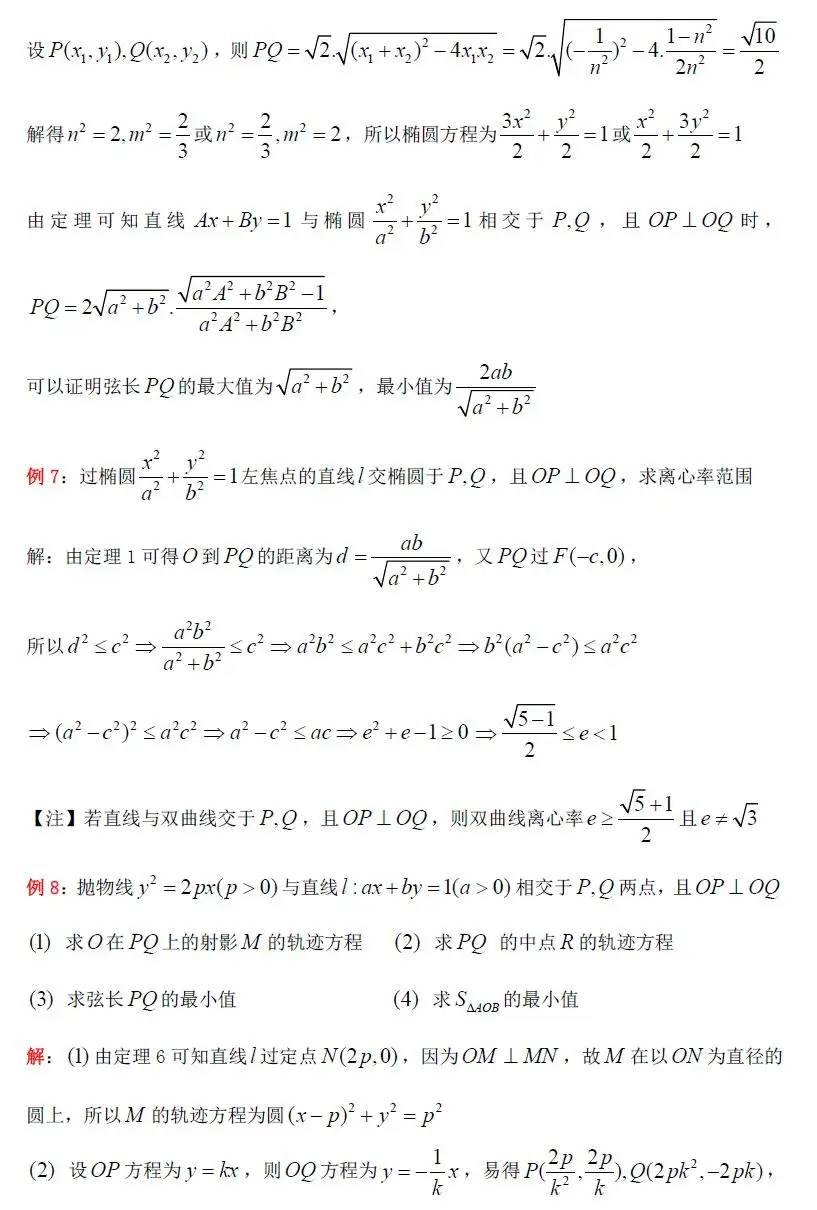 设$P(x_1,y_1),Q(x_2,y_2)$，则$PQ=\sqrt{2}.\sqrt{(x_1+x_2)^2-4x_1x_2}=\sqrt{2}.\sqrt{(-\frac{1}{n^2})^2-4.\frac{1-n^2}{2n^2}}=\frac{\sqrt{10}}{2}$
解得$n^2=2,m^2=\frac{2}{3}$或$n^2=\frac{2}{3},m^2=2$，所以椭圆方程为$\frac{3x^2}{2}+\frac{y^2}{2}=1$或$\frac{x^2}{2}+\frac{3y^2}{2}=1$
由定理可知直线$Ax+By=1$与椭圆$\frac{x^2}{a^2}+\frac{y^2}{b^2}=1$相交于$P,Q$，且$OP\perp OQ$时，
$PQ=2\sqrt{a^2+b^2}.\frac{\sqrt{a^2A^2+b^2B^2-1}}{a^2A^2+b^2B^2}$，
可以证明弦长$PQ$的最大值为$\sqrt{a^2+b^2}$，最小值为$\frac{2ab}{\sqrt{a^2+b^2}}$
例7：过椭圆$\frac{x^2}{a^2}+\frac{y^2}{b^2}=1$左焦点的直线$l$交椭圆于$P,Q$，且$OP\perp OQ$，求离心率范围
解：由定理1可得$O$到$PQ$的距离为$d=\frac{ab}{\sqrt{a^2+b^2}}$，又$PQ$过$F(-c,0)$，
所以$d^2\le c^2\Rightarrow\frac{a^2b^2}{a^2+b^2}\le c^2\Rightarrow a^2b^2\le a^2c^2+b^2c^2\Rightarrow b^2(a^2-c^2)\le a^2c^2$
$\Rightarrow(a^2-c^2)^2\le a^2c^2\Rightarrow a^2-c^2\le ac\Rightarrow e^2+e-1\ge 0\Rightarrow\frac{\sqrt{5-1}}{2}\le e<1$
【注】若直线与双曲线交于$P,Q$，且$OP\perp OQ$，则双曲线离心率$e\ge\frac{\sqrt{5}+1}{2}$且$e\ne\sqrt{3}$
例8：抛物线$y^2=2px(p>0)$与直线$l:ax+by=1(a>0)$相交于$P,Q$两点，且$OP\perp OQ$
(1) 求$O$在$PQ$上的射影$M$的轨迹方程 (2) 求$PQ$ 的中点$R$的轨迹方程
(3) 求弦长$PQ$的最小值 (4) 求$S_{\Delta AOB}$的最小值
解：(1)由定理6可知直线$l$过定点$N(2p,0)$，因为$OM\perp MN$，故$M$在以$ON$为直径的
圆上，所以$M$的轨迹方程为圆$(x-p)^2+y^2=p^2$
(2) 设$OP$方程为$y=kx$，则$OQ$方程为$y=-\frac{1}{k}x$，易得$P(\frac{2p}{k^2},\frac{2p}{k}),Q(2pk^2,-2pk)$，